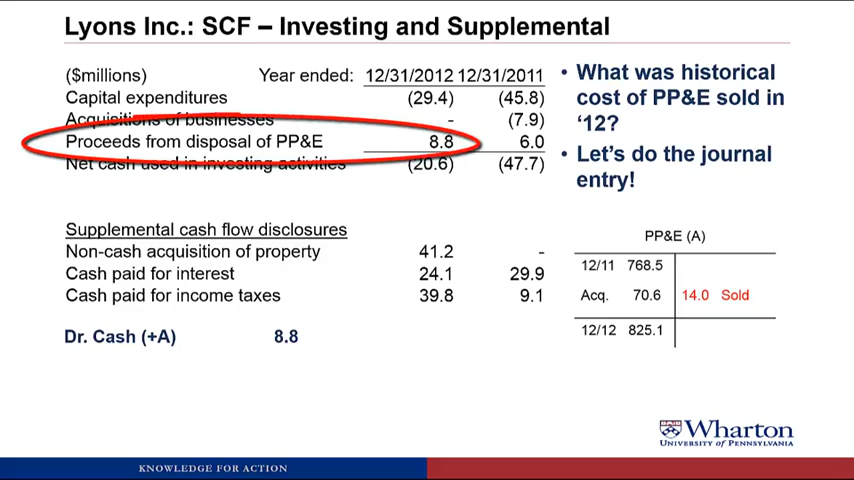 Lyons Inc.: SCF – Investing and Supplemental
($millions) Year ended: 12/31/2012 12/31/2011
Capital expenditures (29.4) (45.8)
Acquisitions of businesses - (7.9)
Proceeds from disposal of PP&E 8.8 6.0
Net cash used in investing activities (20.6) (47.7)
Supplemental cash flow disclosures
Non-cash acquisition of property 41.2 -
Cash paid for interest 24.1 29.9
Cash paid for income taxes 39.8 9.1
Dr. Cash (+A) 8.8
• What was historical
cost of PP&E sold in
‘12?
• Let’s do the journal
entry!
PP&E (A)
12/11 768.5
Acq. 70.6 14.0 Sold
12/12 825.1
Wharton
UNIVERSITY of PENNSYLVANIA
KNOWLEDGE FOR ACTION